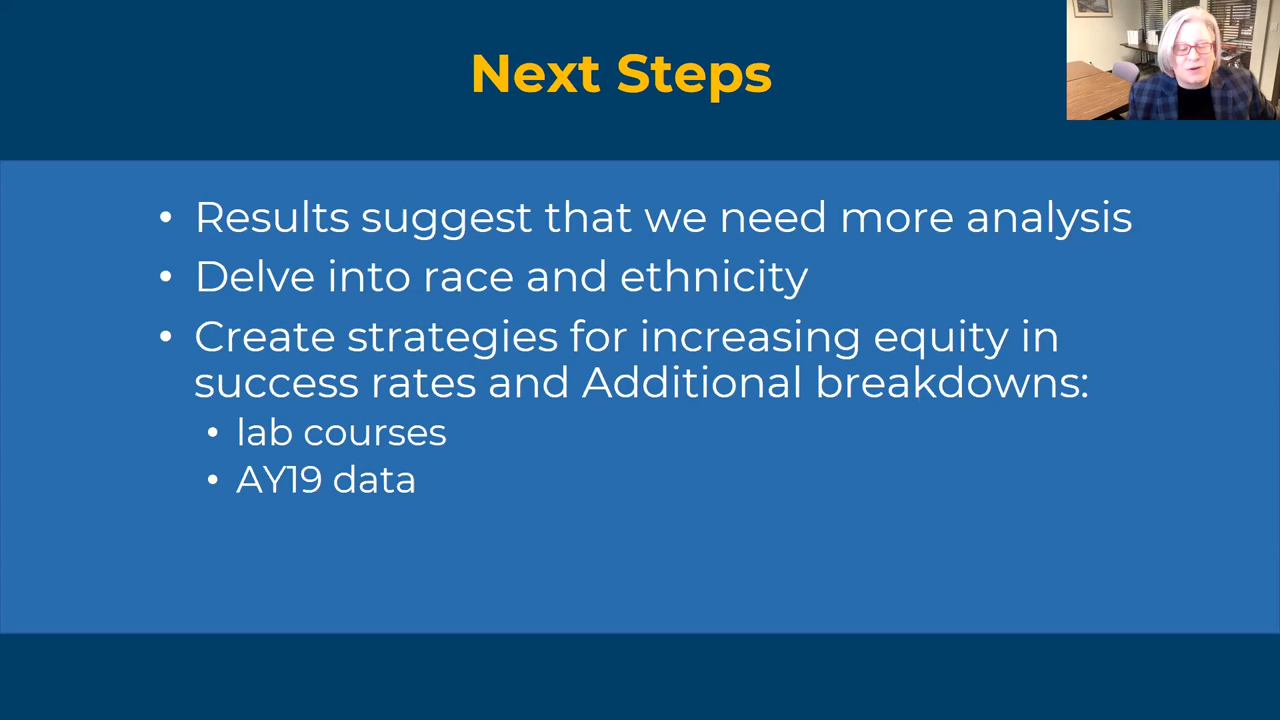 Next Steps
• Results suggest that we need more analysis
• Delve into race and ethnicity
• Create strategies for increasing equity in
success rates and Additional breakdowns:
• lab courses
• AY19 data